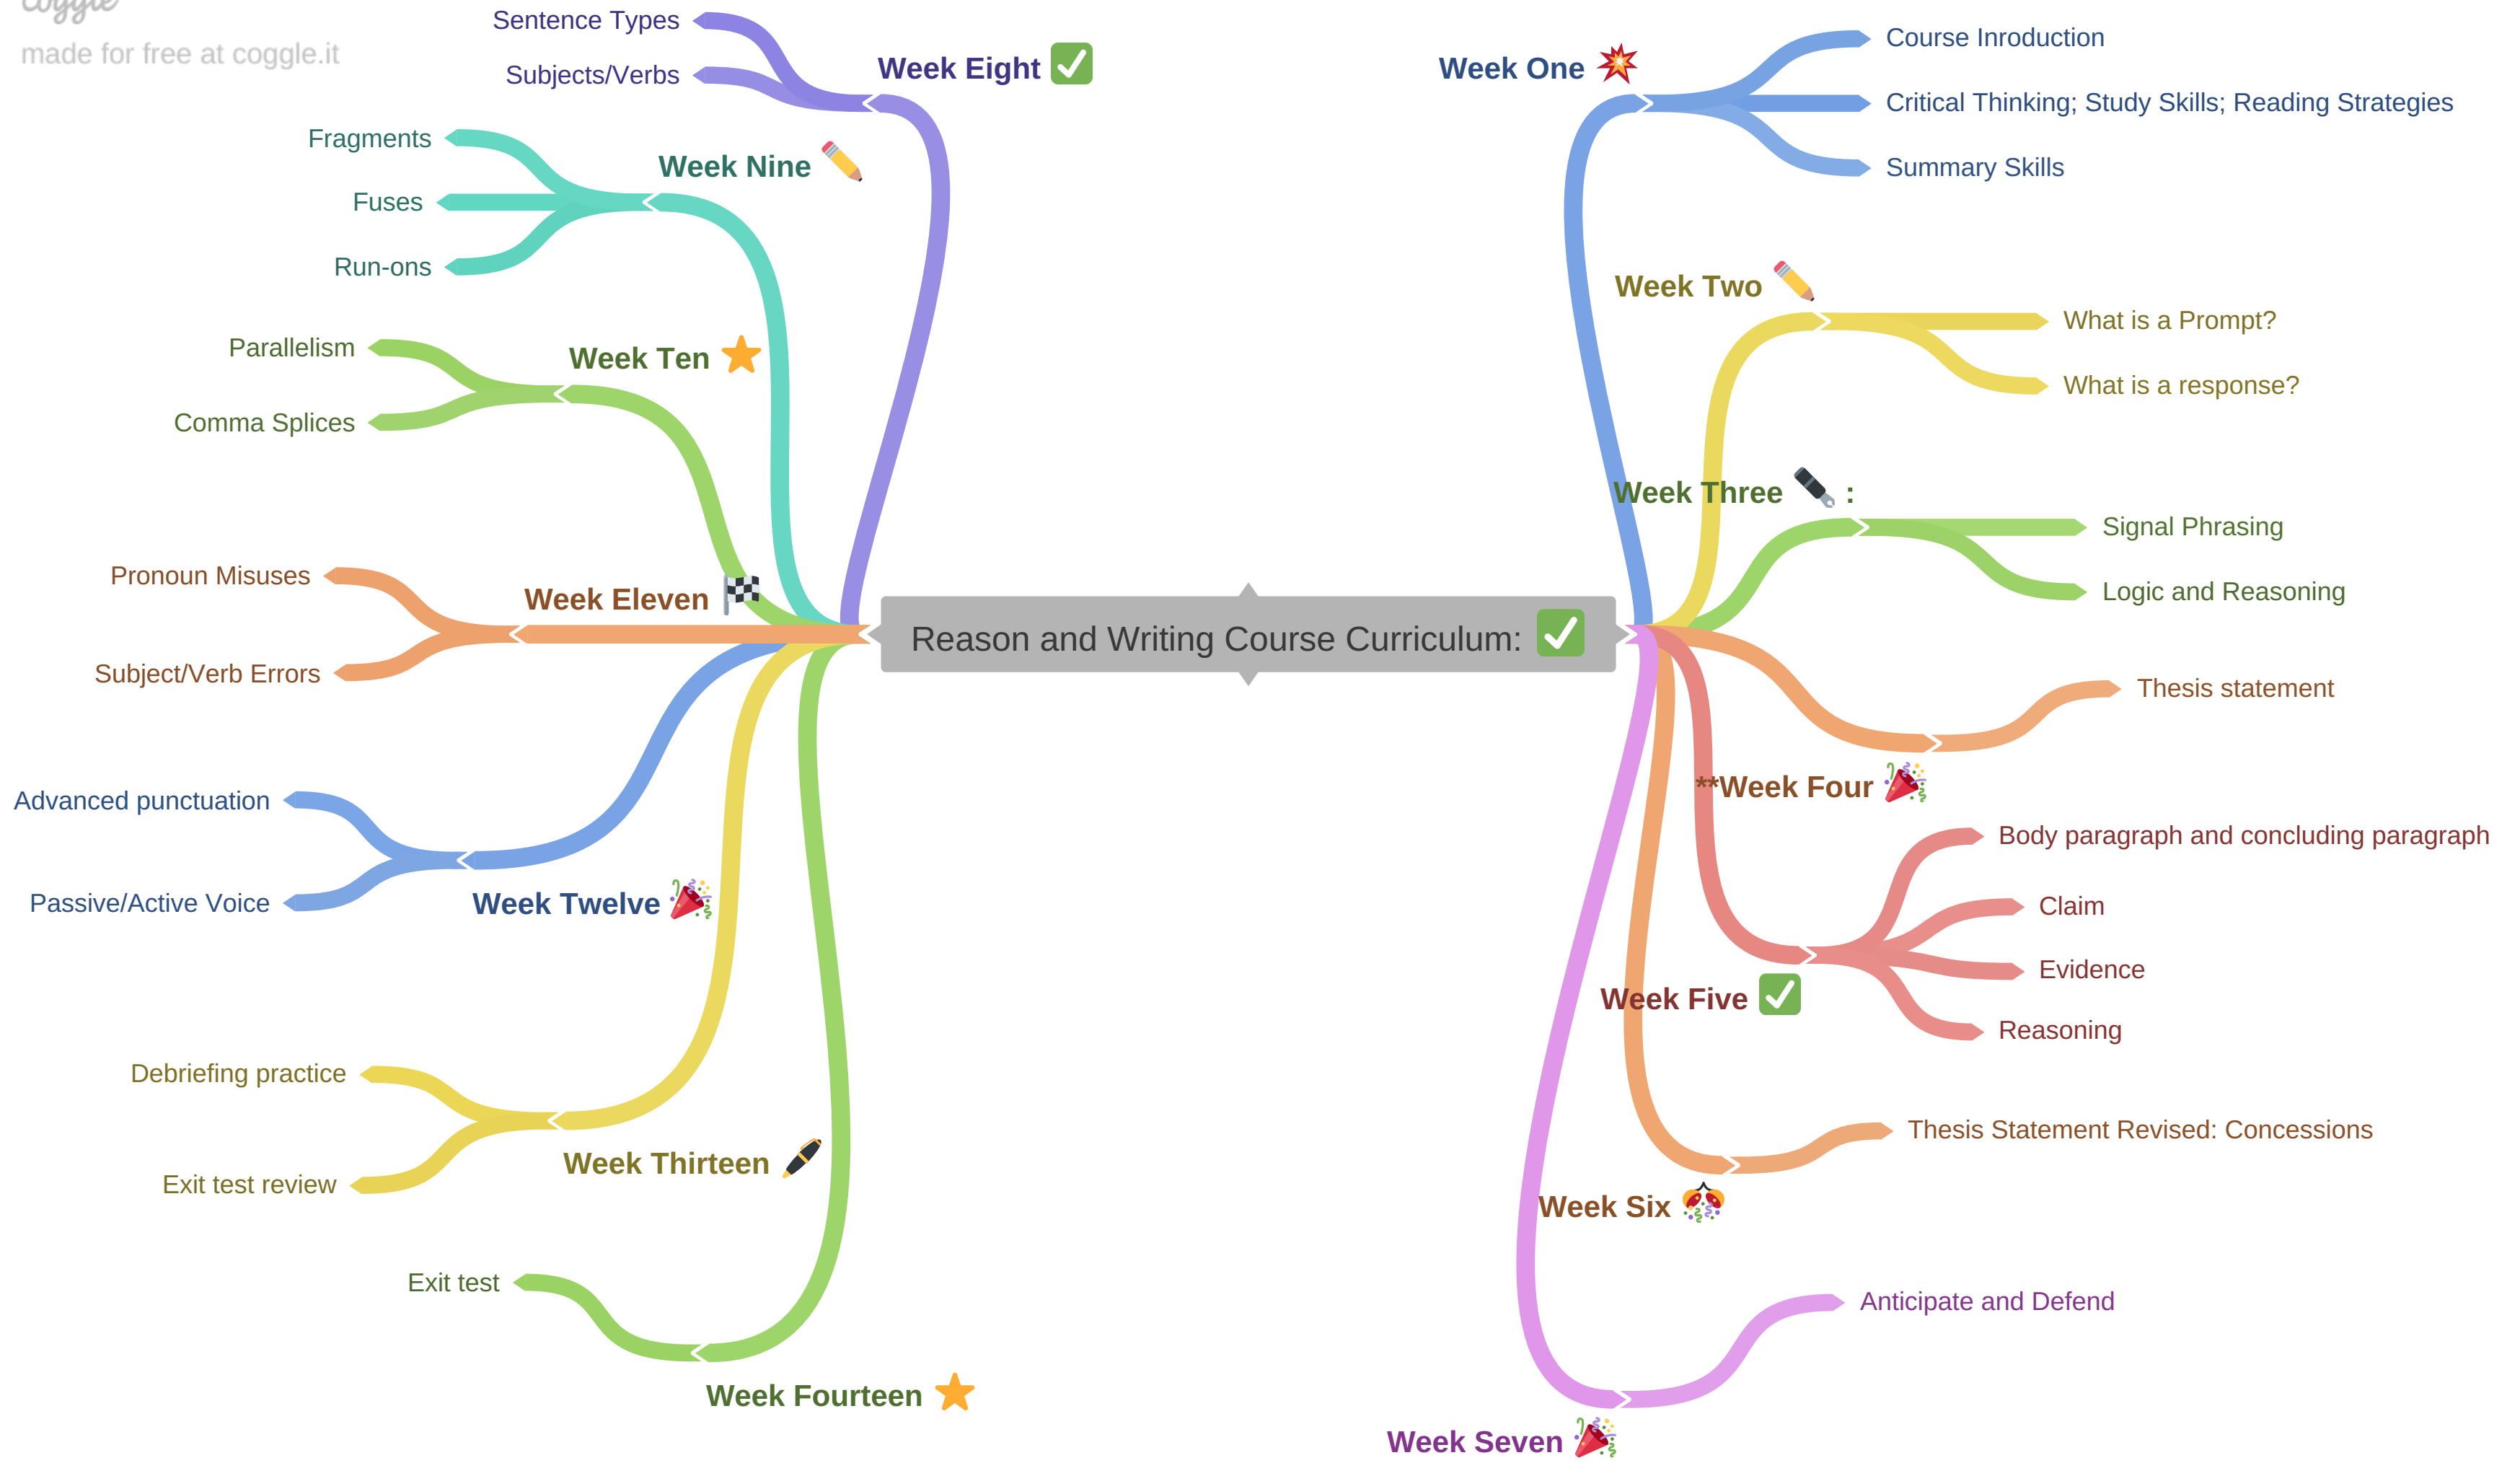 Coggle
made for free at coggle.it
Reason and Writing Course Curriculum:
Week One
Course Inroduction
Critical Thinking; Study Skills; Reading Strategies
Summary Skills
Week Two
What is a Prompt?
What is a response?
Week Three :
Signal Phrasing
Logic and Reasoning
**Week Four
Thesis statement
Week Five
Body paragraph and concluding paragraph
Claim
Evidence
Reasoning
Week Six
Thesis Statement Revised: Concessions
Week Seven
Anticipate and Defend
Week Eight
Sentence Types
Subjects/Verbs
Week Nine
Fragments
Fuses
Run-ons
Week Ten
Parallelism
Comma Splices
Week Eleven
Pronoun Misuses
Subject/Verb Errors
Week Twelve
Advanced punctuation
Passive/Active Voice
Week Thirteen
Debriefing practice
Exit test review
Week Fourteen
Exit test